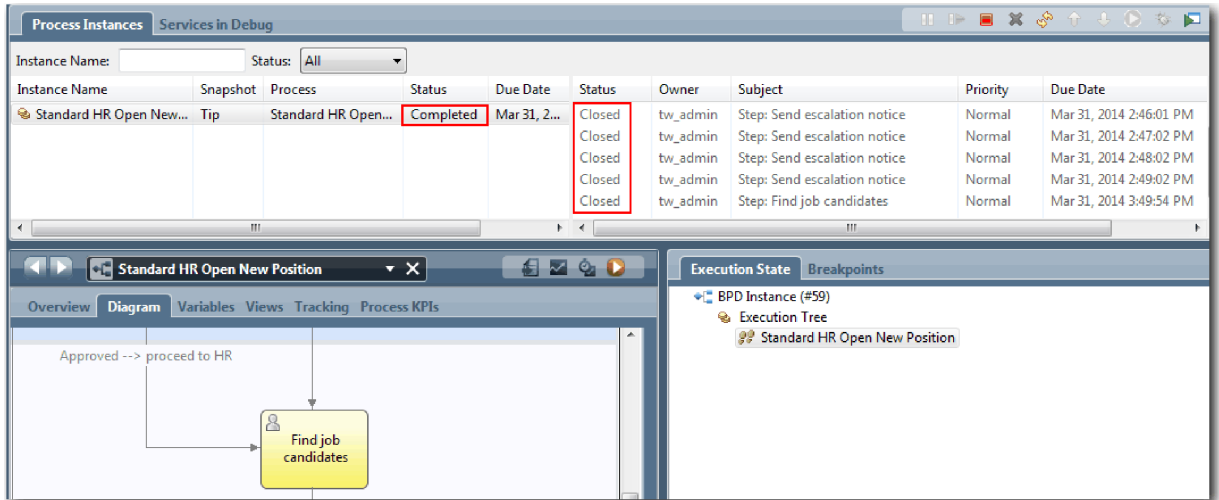 Process Instances Services in Debug
Instance Name: Status: All
Instance Name Snapshot Process Status Due Date Status Owner Subject Priority Due Date
Standard HR Open New... Tip Standard HR Open... Completed Mar 31, 2... Closed tw_admin Step: Send escalation notice Normal Mar 31, 2014 2:46:01 PM
Closed tw_admin Step: Send escalation notice Normal Mar 31, 2014 2:47:02 PM
Closed tw_admin Step: Send escalation notice Normal Mar 31, 2014 2:48:02 PM
Closed tw_admin Step: Send escalation notice Normal Mar 31, 2014 2:49:02 PM
Closed tw_admin Step: Find job candidates Normal Mar 31, 2014 3:49:54 PM
Standard HR Open New Position
Overview Diagram Variables Views Tracking Process KPIs
Approved --> proceed to HR
Find job
candidates
Execution State Breakpoints
BPD Instance (#59)
Execution Tree
Standard HR Open New Position